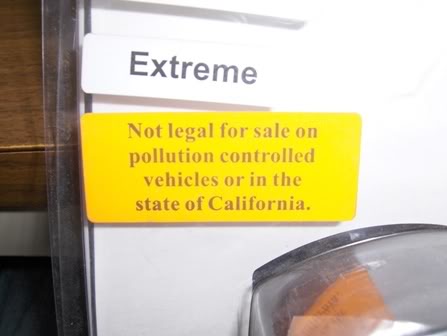 Extreme
Not legal for sale on
pollution controlled
vehicles or in the
state of California.